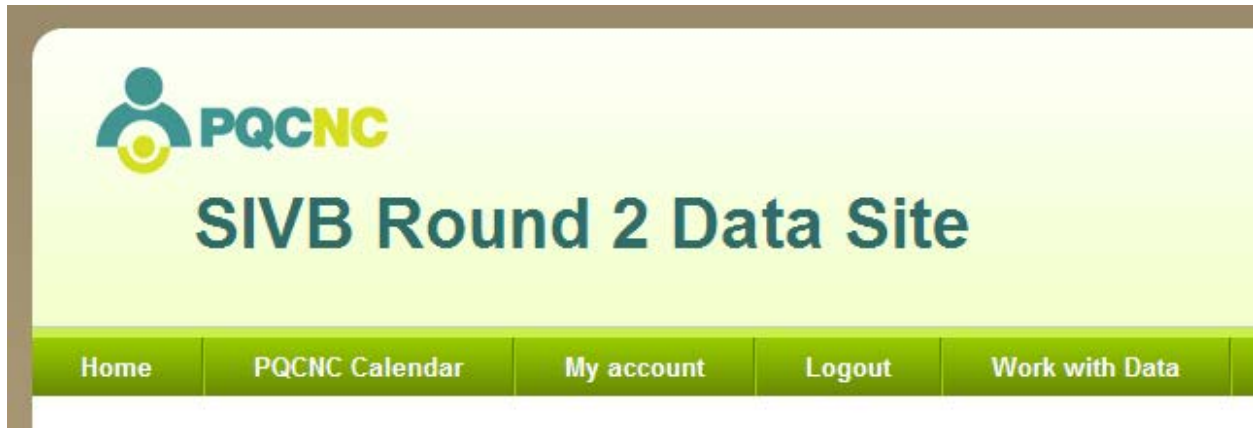 PQCNC
SIVB Round 2 Data Site
Home PQCNC Calendar My account Logout Work with Data